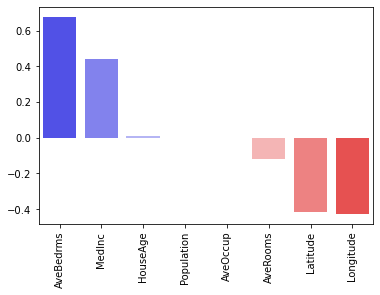 0.6
0.4
0.2
0.0
−0.2
−0.4
AveBedrms
MedInc
HouseAge
Population
AveOccup
AveRooms
Latitude
Longitude